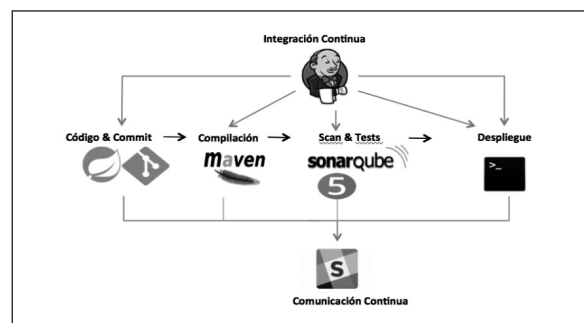 Integración Continua
Código & Commit
Compilación
Scan & Tests
Despliegue
maven
sonarqube
5
>_
S
Comunicación Continua